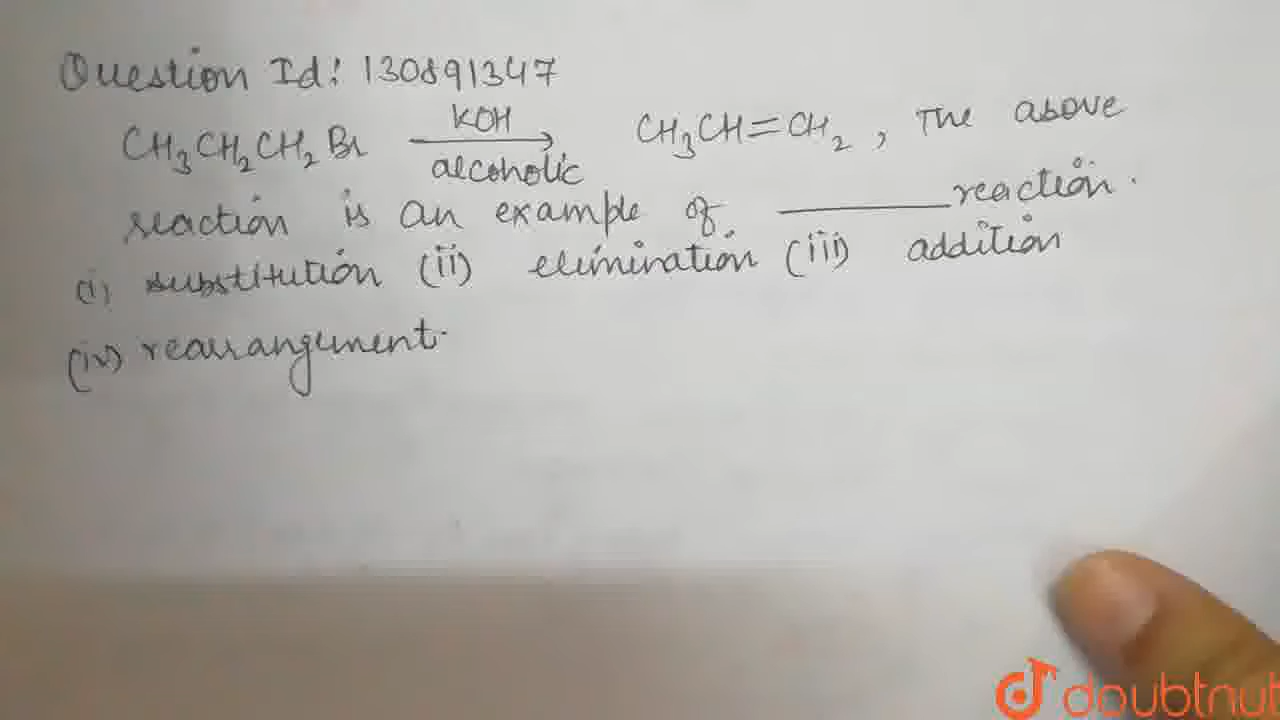 Question Id: 130891347
CH₃CH₂CH₂Br KOH alcoholic CH₃CH=CH₂, The above
reaction is an example of ______ reaction.
(i) substitution (ii) elimination (iii) addition
(iv) rearrangement.
doubtnut